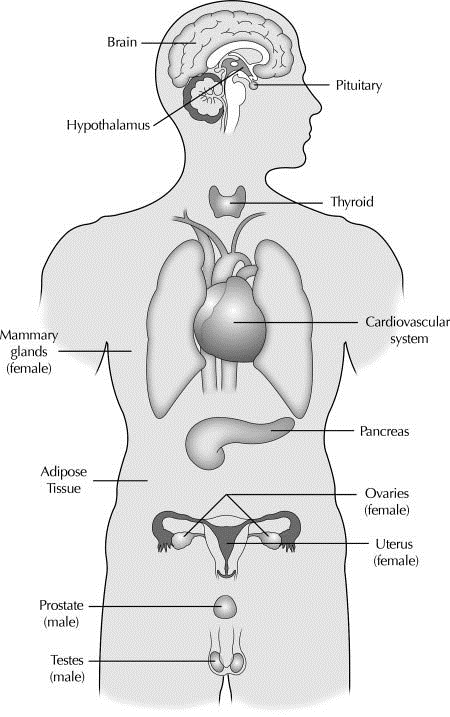 Brain
Pituitary
Hypothalamus
Thyroid
Cardiovascular
system
Mammary
glands
(female)
Pancreas
Adipose
Tissue
Ovaries
(female)
Uterus
(female)
Prostate
(male)
Testes
(male)